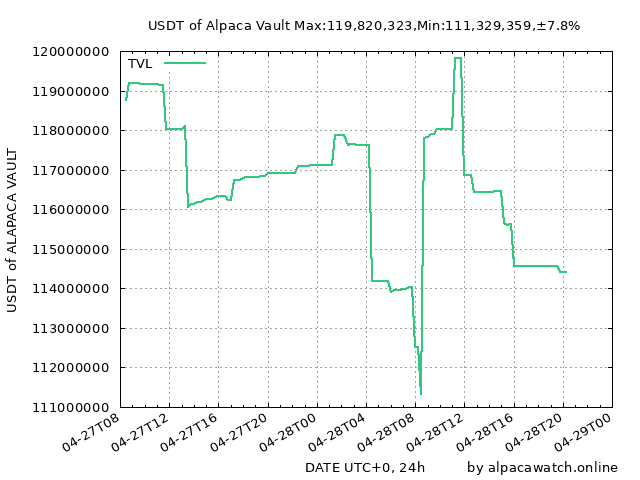 USDT of Alpaca Vault Max:119,820,323,Min:111,329,359,±7.8%
TVL
120000000
119000000
118000000
117000000
116000000
115000000
114000000
113000000
112000000
111000000
USDT of ALAPACA VAULT
04-27T08
04-27T12
04-27T16
04-27T20
04-28T00
04-28T04
04-28T08
04-28T12
04-28T16
04-28T20
04-29T00
DATE UTC+0, 24h
by alpacawatch.online